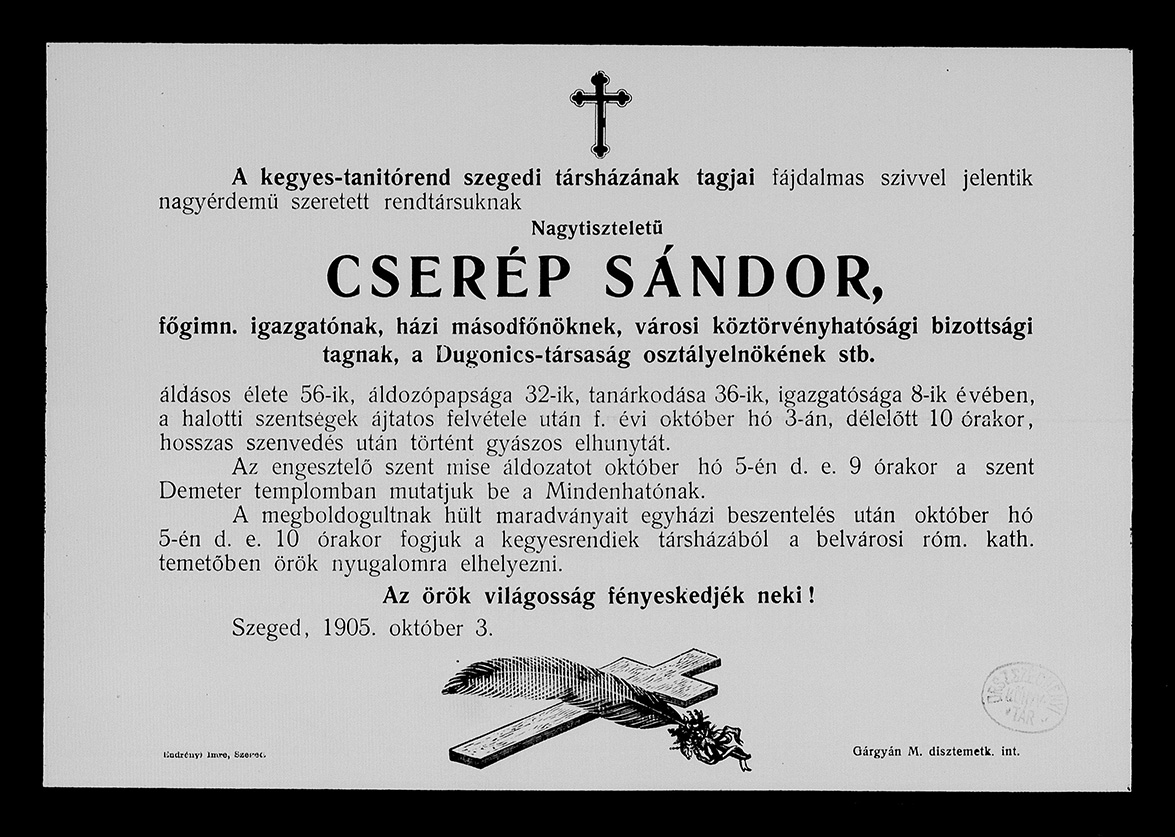 A kegyes-tanitórend szegedi társházának tagjai fájdalmas szivvel jelentik
nagyérdemü szeretett rendtársuknak
Nagytiszteletü
CSERÉP SÁNDOR,
főgimn. igazgatónak, házi másodfőnöknek, városi köztörvényhatósági bizottsági
tagnak, a Dugonics-társaság osztályelnökének stb.
áldásos élete 56-ik, áldozópapsága 32-ik, tanárkodása 36-ik, igazgatósága 8-ik évében,
a halotti szentségek ájtatos felvétele után f. évi október hó 3-án, délelőtt 10 órakor,
hosszas szenvedés után történt gyászos elhunytát.
Az engesztelő szent mise áldozatot október hó 5-én d. e. 9 órakor a szent
Demeter templomban mutatjuk be a Mindenhatónak.
A megboldogultnak hült maradványait egyházi beszentelés után október hó
5-én d. e. 10 órakor fogjuk a kegyesrendiek társházából a belvárosi róm. kath.
temetőben örök nyugalomra elhelyezni.
Az örök világosság fényeskedjék neki!
Szeged, 1905. október 3.
Endrényi Imre, Szeged.
Gárgyán M. disztemetk. int.
TÁR